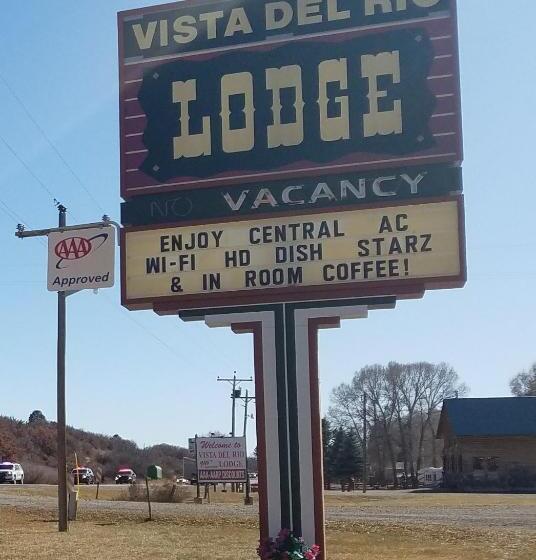 VISTA DEL RIO
LODGE
NO VACANCY
ENJOY CENTRAL AC
WI-FI HD DISH STARZ
& IN ROOM COFFEE!
AAA
Approved
Welcome to
VISTA DEL RIO
LODGE